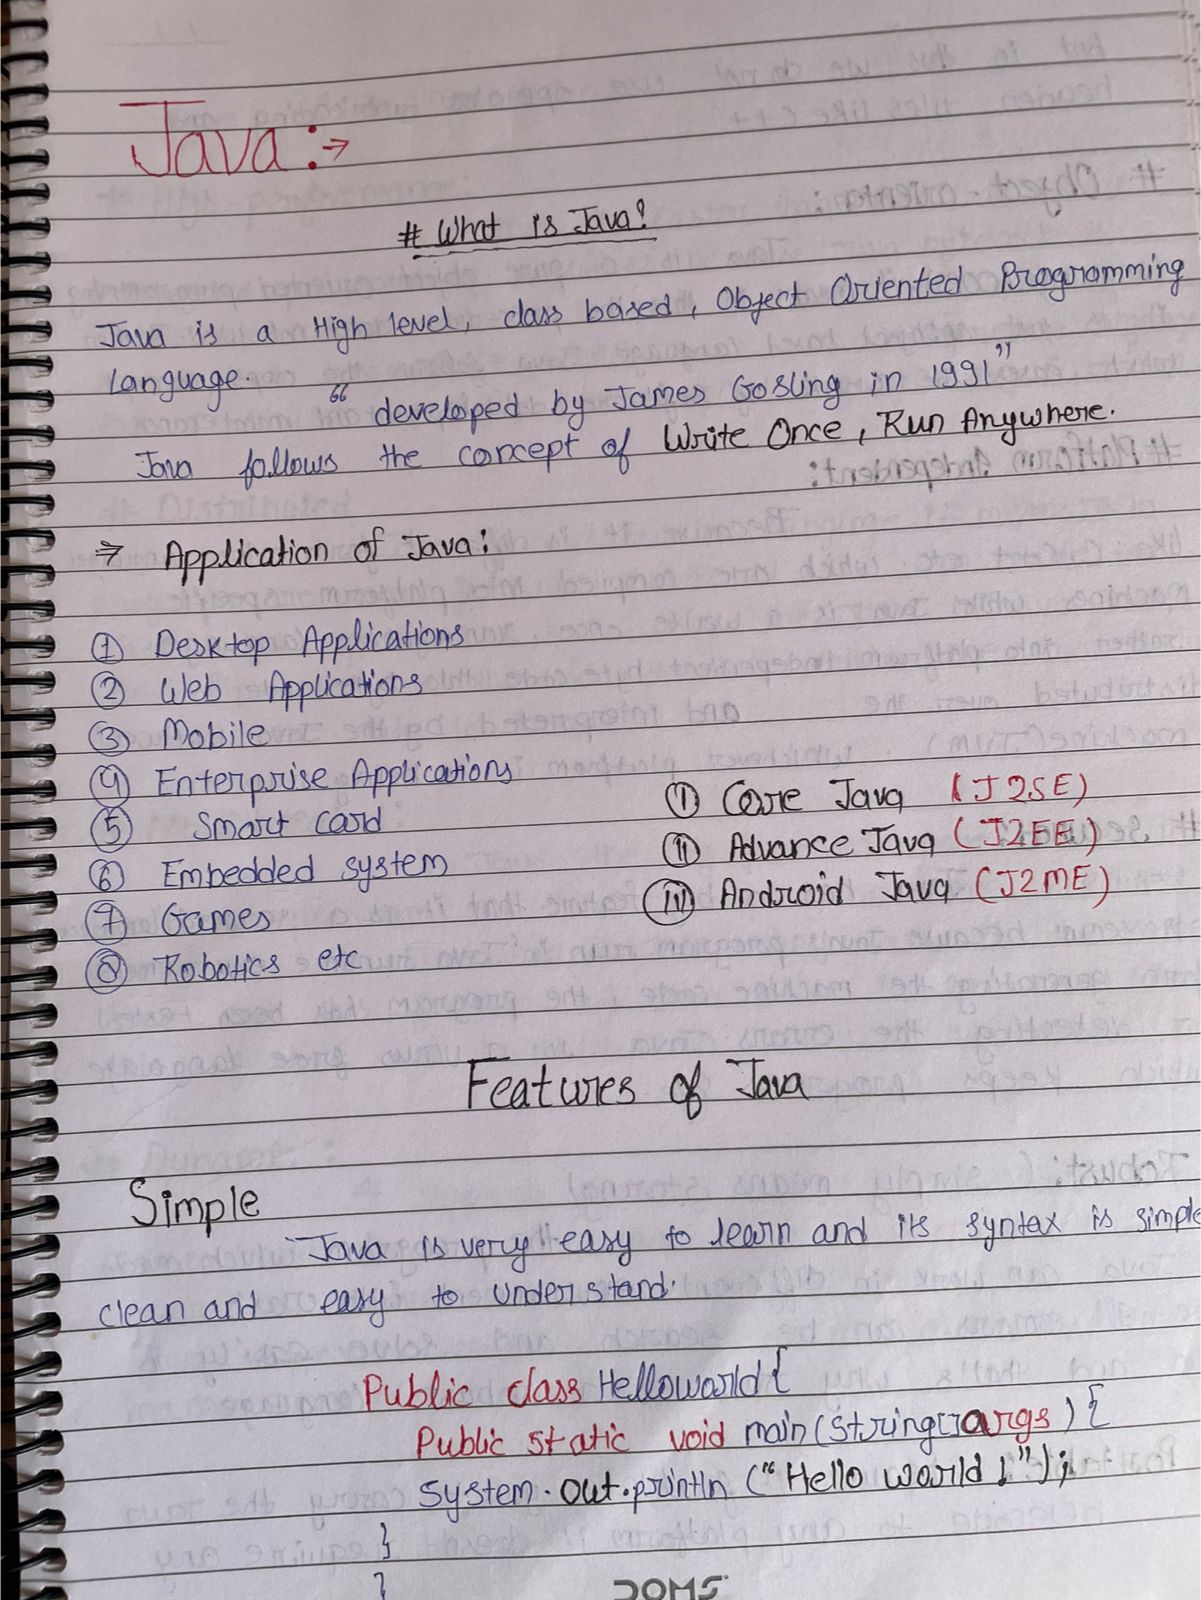 Java :→
# What is Java?
Java is a High level, class based, Object Oriented Programming
language.
“ developed by James Gosling in 1991”
Java follows the concept of Write Once, Run Anywhere.
⇒ Application of Java:
① Desktop Applications
② Web Applications
③ Mobile
④ Enterprise Applications
⑤ Smart card
⑥ Embedded system
⑦ Games
⑧ Robotics etc
(I) Core Java (J2SE)
(II) Advance Java (J2EE)
(III) Android Java (J2ME)
Features of Java
Simple
Java is very easy to learn and its syntax is simple
clean and easy to understand.
Public class Helloworld {
Public static void main (string[] args) {
system.out.println ("Hello world !");
}
}
DOMS